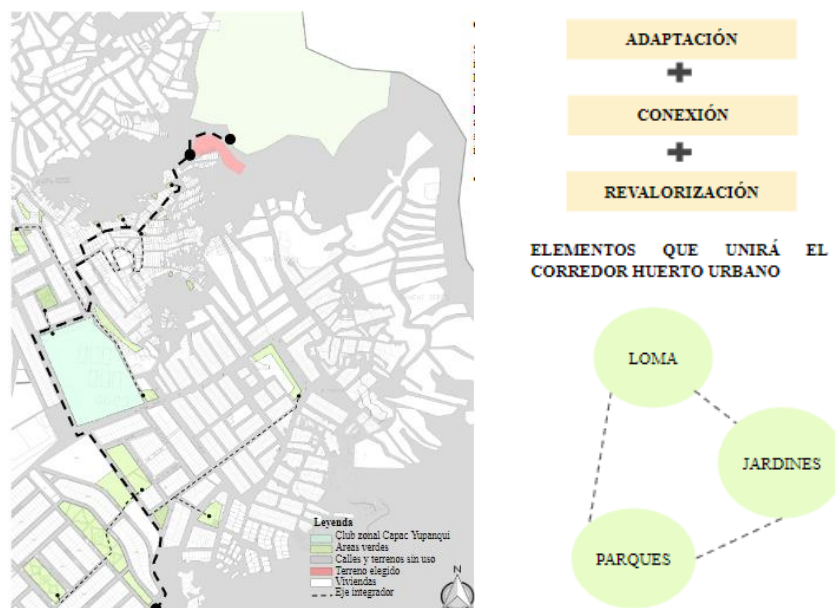 ADAPTACIÓN
CONEXIÓN
REVALORIZACIÓN
ELEMENTOS QUE UNIRÁ EL
CORREDOR HUERTO URBANO
LOMA
JARDINES
PARQUES
Leyenda
Club zonal Capac Yupanqui
Areas verdes
Calles y terrenos sin uso
Terreno elegido
Viviendas
Eje integrador
N